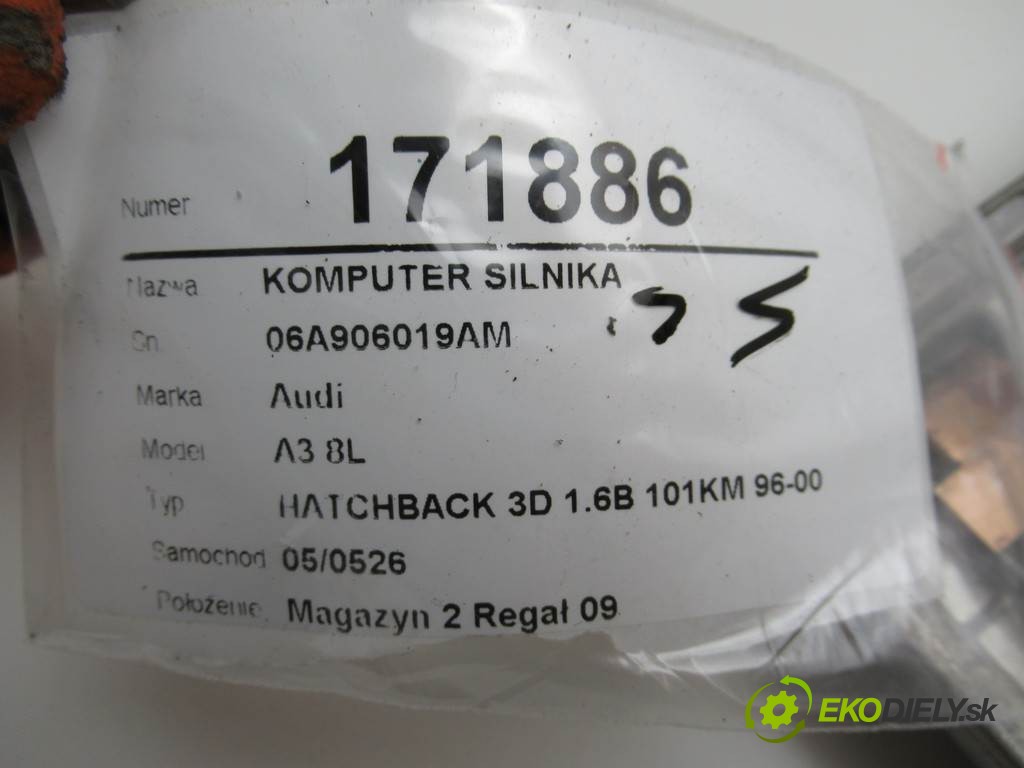 Numer 171886
Nazwa KOMPUTER SILNIKA
Sn 06A906019AM
Marka Audi
Model A3 8L
Typ HATCHBACK 3D 1.6B 101KM 96-00
Samochod 05/0526
Położenie Magazyn 2 Regał 09
EKODIELY.sk